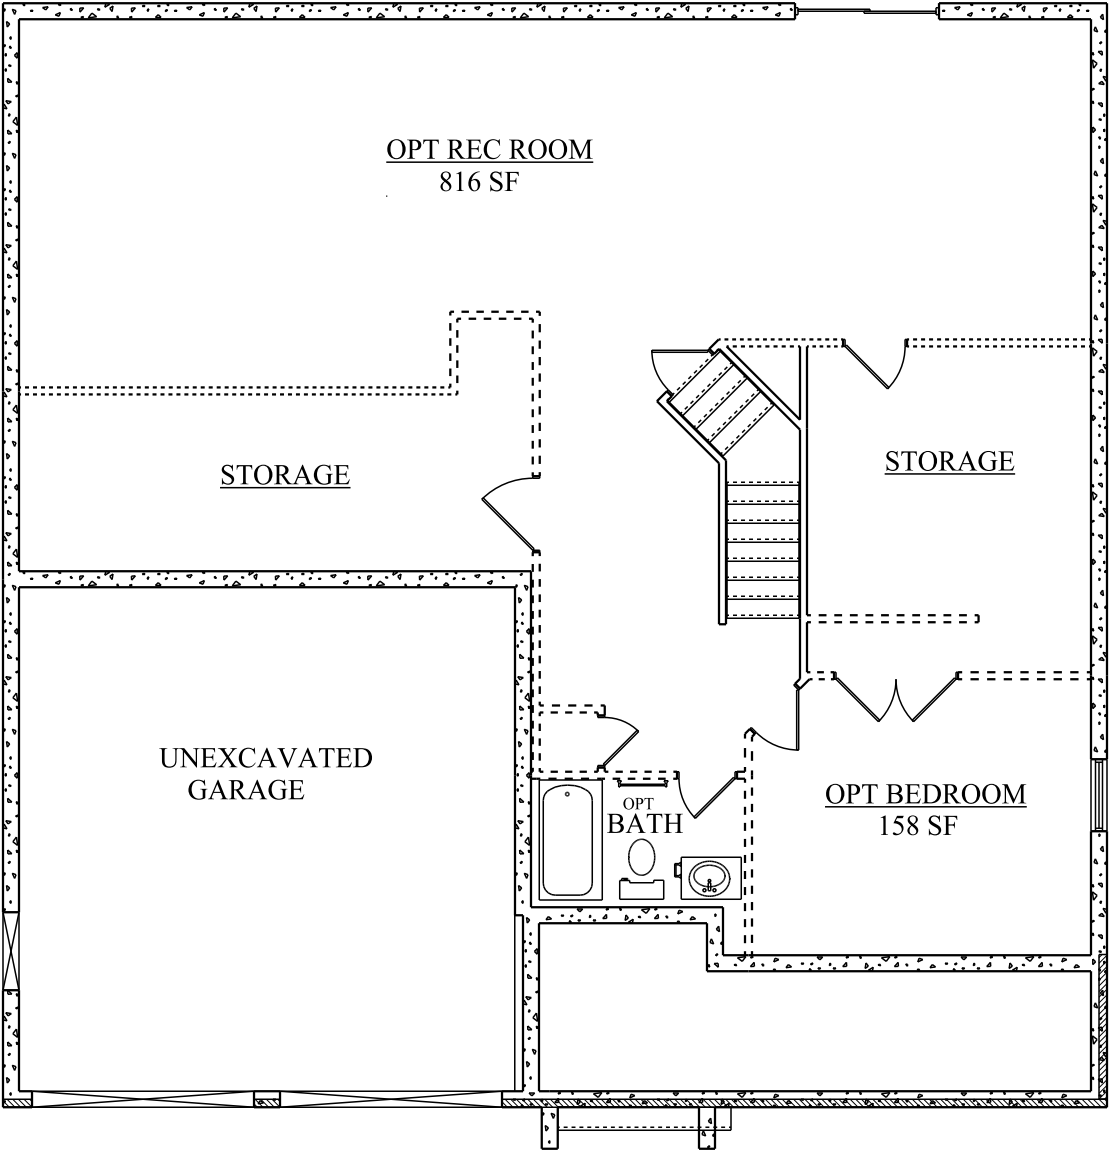 OPT REC ROOM
816 SF
STORAGE
STORAGE
UNEXCAVATED
GARAGE
OPT
BATH
OPT BEDROOM
158 SF